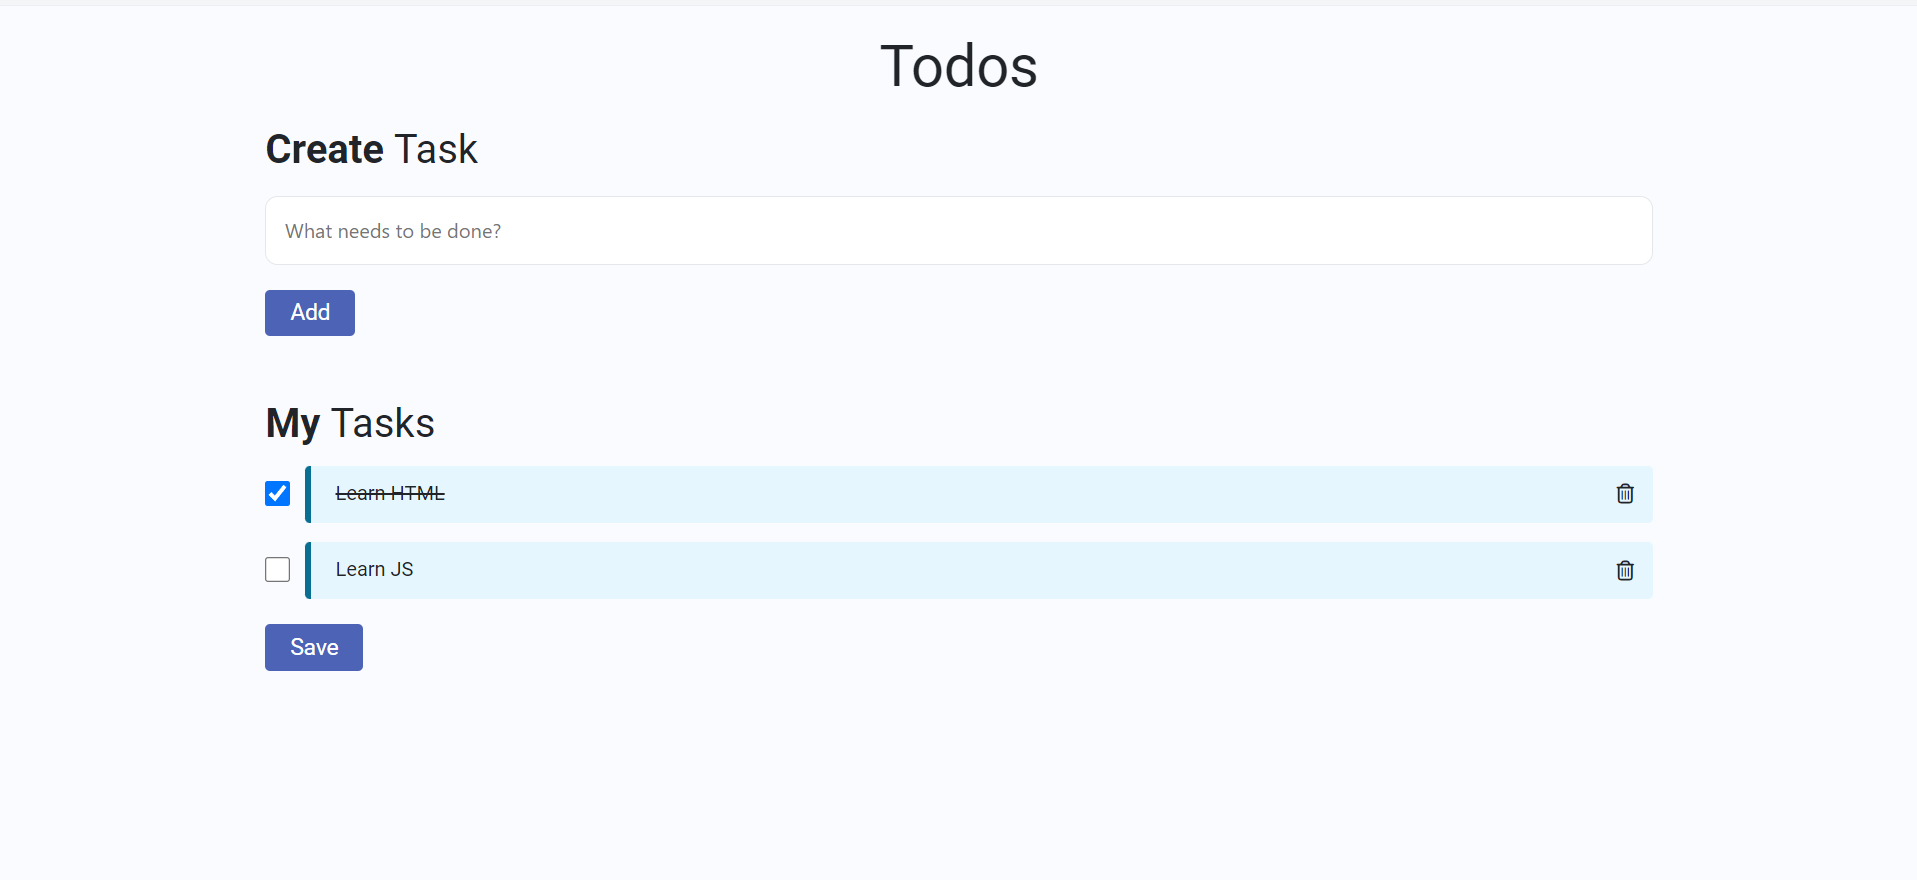 Todos
Create Task
What needs to be done?
Add
My Tasks
Learn HTML
Learn JS
Save